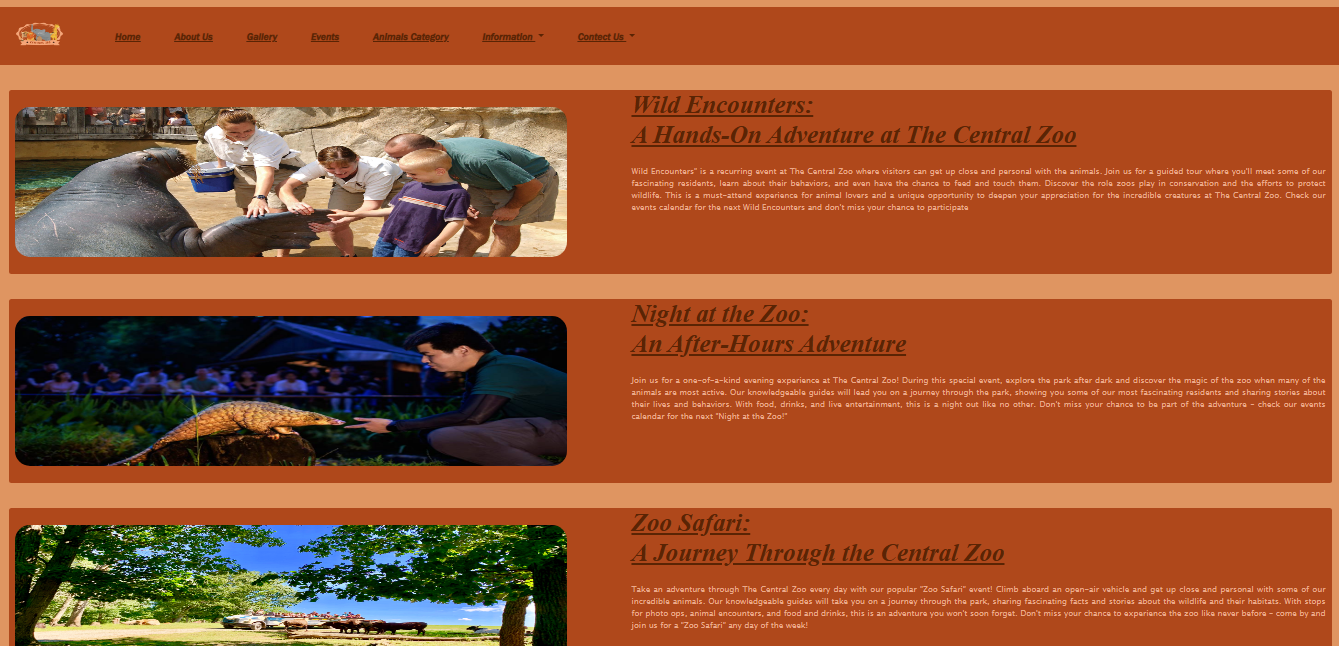 Home About Us Gallery Events Animals Category Information Contect Us
Wild Encounters:
A Hands-On Adventure at The Central Zoo
Wild Encounters" is a recurring event at The Central Zoo where visitors can get up close and personal with the animals. Join us for a guided tour where you'll meet some of our
fascinating residents, learn about their behaviors, and even have the chance to feed and touch them. Discover the role zoos play in conservation and the efforts to protect
wildlife. This is a must-attend experience for animal lovers and a unique opportunity to deepen your appreciation for the incredible creatures at The Central Zoo. Check our
events calendar for the next Wild Encounters and don't miss your chance to participate
Night at the Zoo:
An After-Hours Adventure
Join us for a one-of-a-kind evening experience at The Central Zoo! During this special event, explore the park after dark and discover the magic of the zoo when many of the
animals are most active. Our knowledgeable guides will lead you on a journey through the park, showing you some of our most fascinating residents and sharing stories about
their lives and behaviors. With food, drinks, and live entertainment, this is a night out like no other. Don't miss your chance to be part of the adventure - check our events
calendar for the next "Night at the Zoo!"
Zoo Safari:
A Journey Through the Central Zoo
Take an adventure through The Central Zoo every day with our popular "Zoo Safari" event! Climb aboard an open-air vehicle and get up close and personal with some of our
incredible animals. Our knowledgeable guides will take you on a journey through the park, sharing fascinating facts and stories about the wildlife and their habitats. With stops
for photo ops, animal encounters, and food and drinks, this is an adventure you won't soon forget. Don't miss your chance to experience the zoo like never before - come by and
join us for a "Zoo Safari" any day of the week!